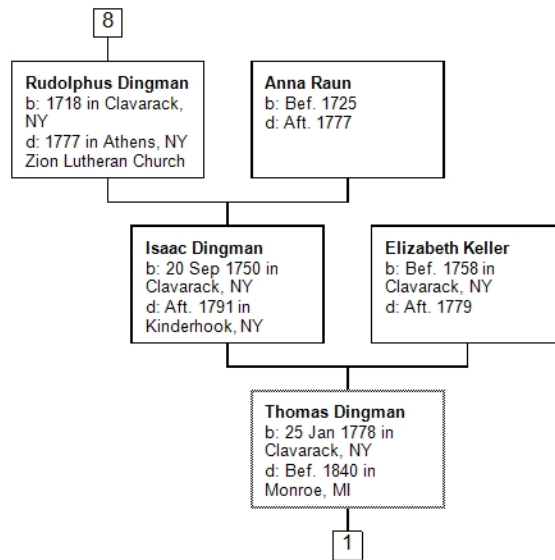 8
Rudolphus Dingman
b: 1718 in Clavarack,
NY
d: 1777 in Athens, NY
Zion Lutheran Church
Anna Raun
b: Bef. 1725
d: Aft. 1777
Isaac Dingman
b: 20 Sep 1750 in
Clavarack, NY
d: Aft. 1791 in
Kinderhook, NY
Elizabeth Keller
b: Bef. 1758 in
Clavarack, NY
d: Aft. 1779
Thomas Dingman
b: 25 Jan 1778 in
Clavarack, NY
d: Bef. 1840 in
Monroe, MI
1